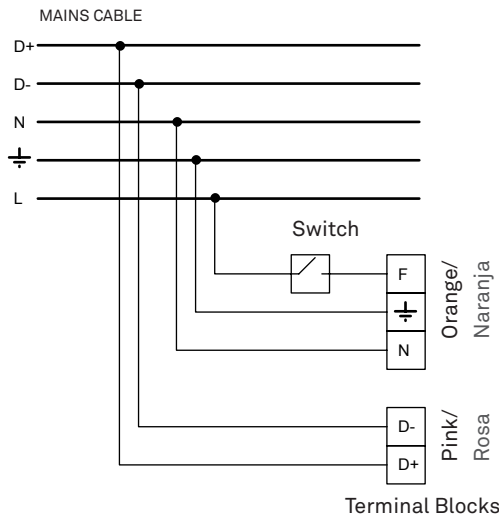 MAINS CABLE
D+
D-
N
L
Switch
F
N
Orange/
Naranja
D-
D+
Pink/
Rosa
Terminal Blocks